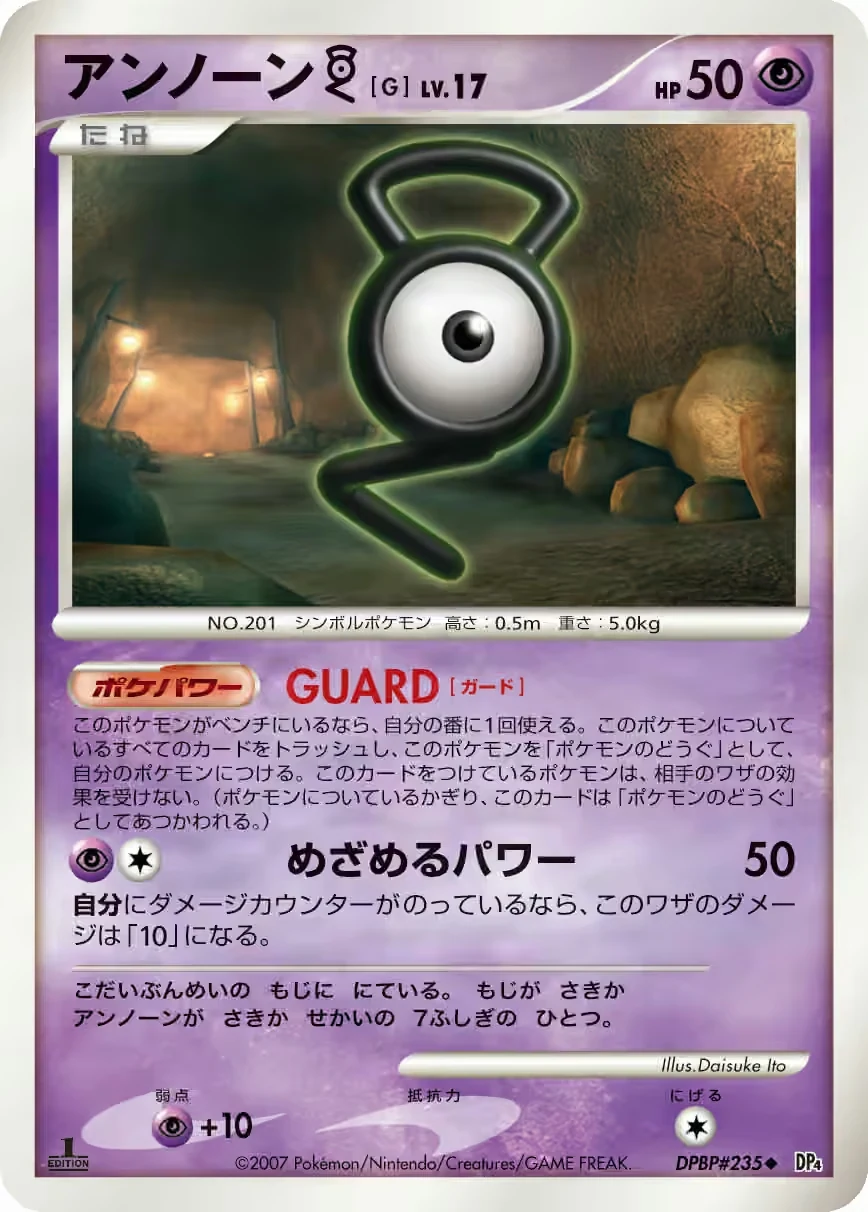 アンノーン [G] LV.17 HP 50
たね
NO.201 シンボルポケモン 高さ:0.5m 重さ:5.0kg
ポケパワー GUARD [ガード]
このポケモンがベンチにいるなら、自分の番に1回使える。このポケモンについて
いるすべてのカードをトラッシュし、このポケモンを「ポケモンのどうぐ」として、
自分のポケモンにつける。このカードをつけているポケモンは、相手のワザの効
果を受けない。(ポケモンについているかぎり、このカードは「ポケモンのどうぐ」
としてあつかわれる。)
めざめるパワー 50
自分にダメージカウンターがのっているなら、このワザのダメー
ジは「10」になる。
こだいぶんめいの もじに にている。 もじが さきか
アンノーンが さきか せかいの 7ふしぎの ひとつ。
Illus.Daisuke Ito
弱点 抵抗力 にげる
+10
1 EDITION ©2007 Pokémon/Nintendo/Creatures/GAME FREAK. DPBP#235◆ DP4